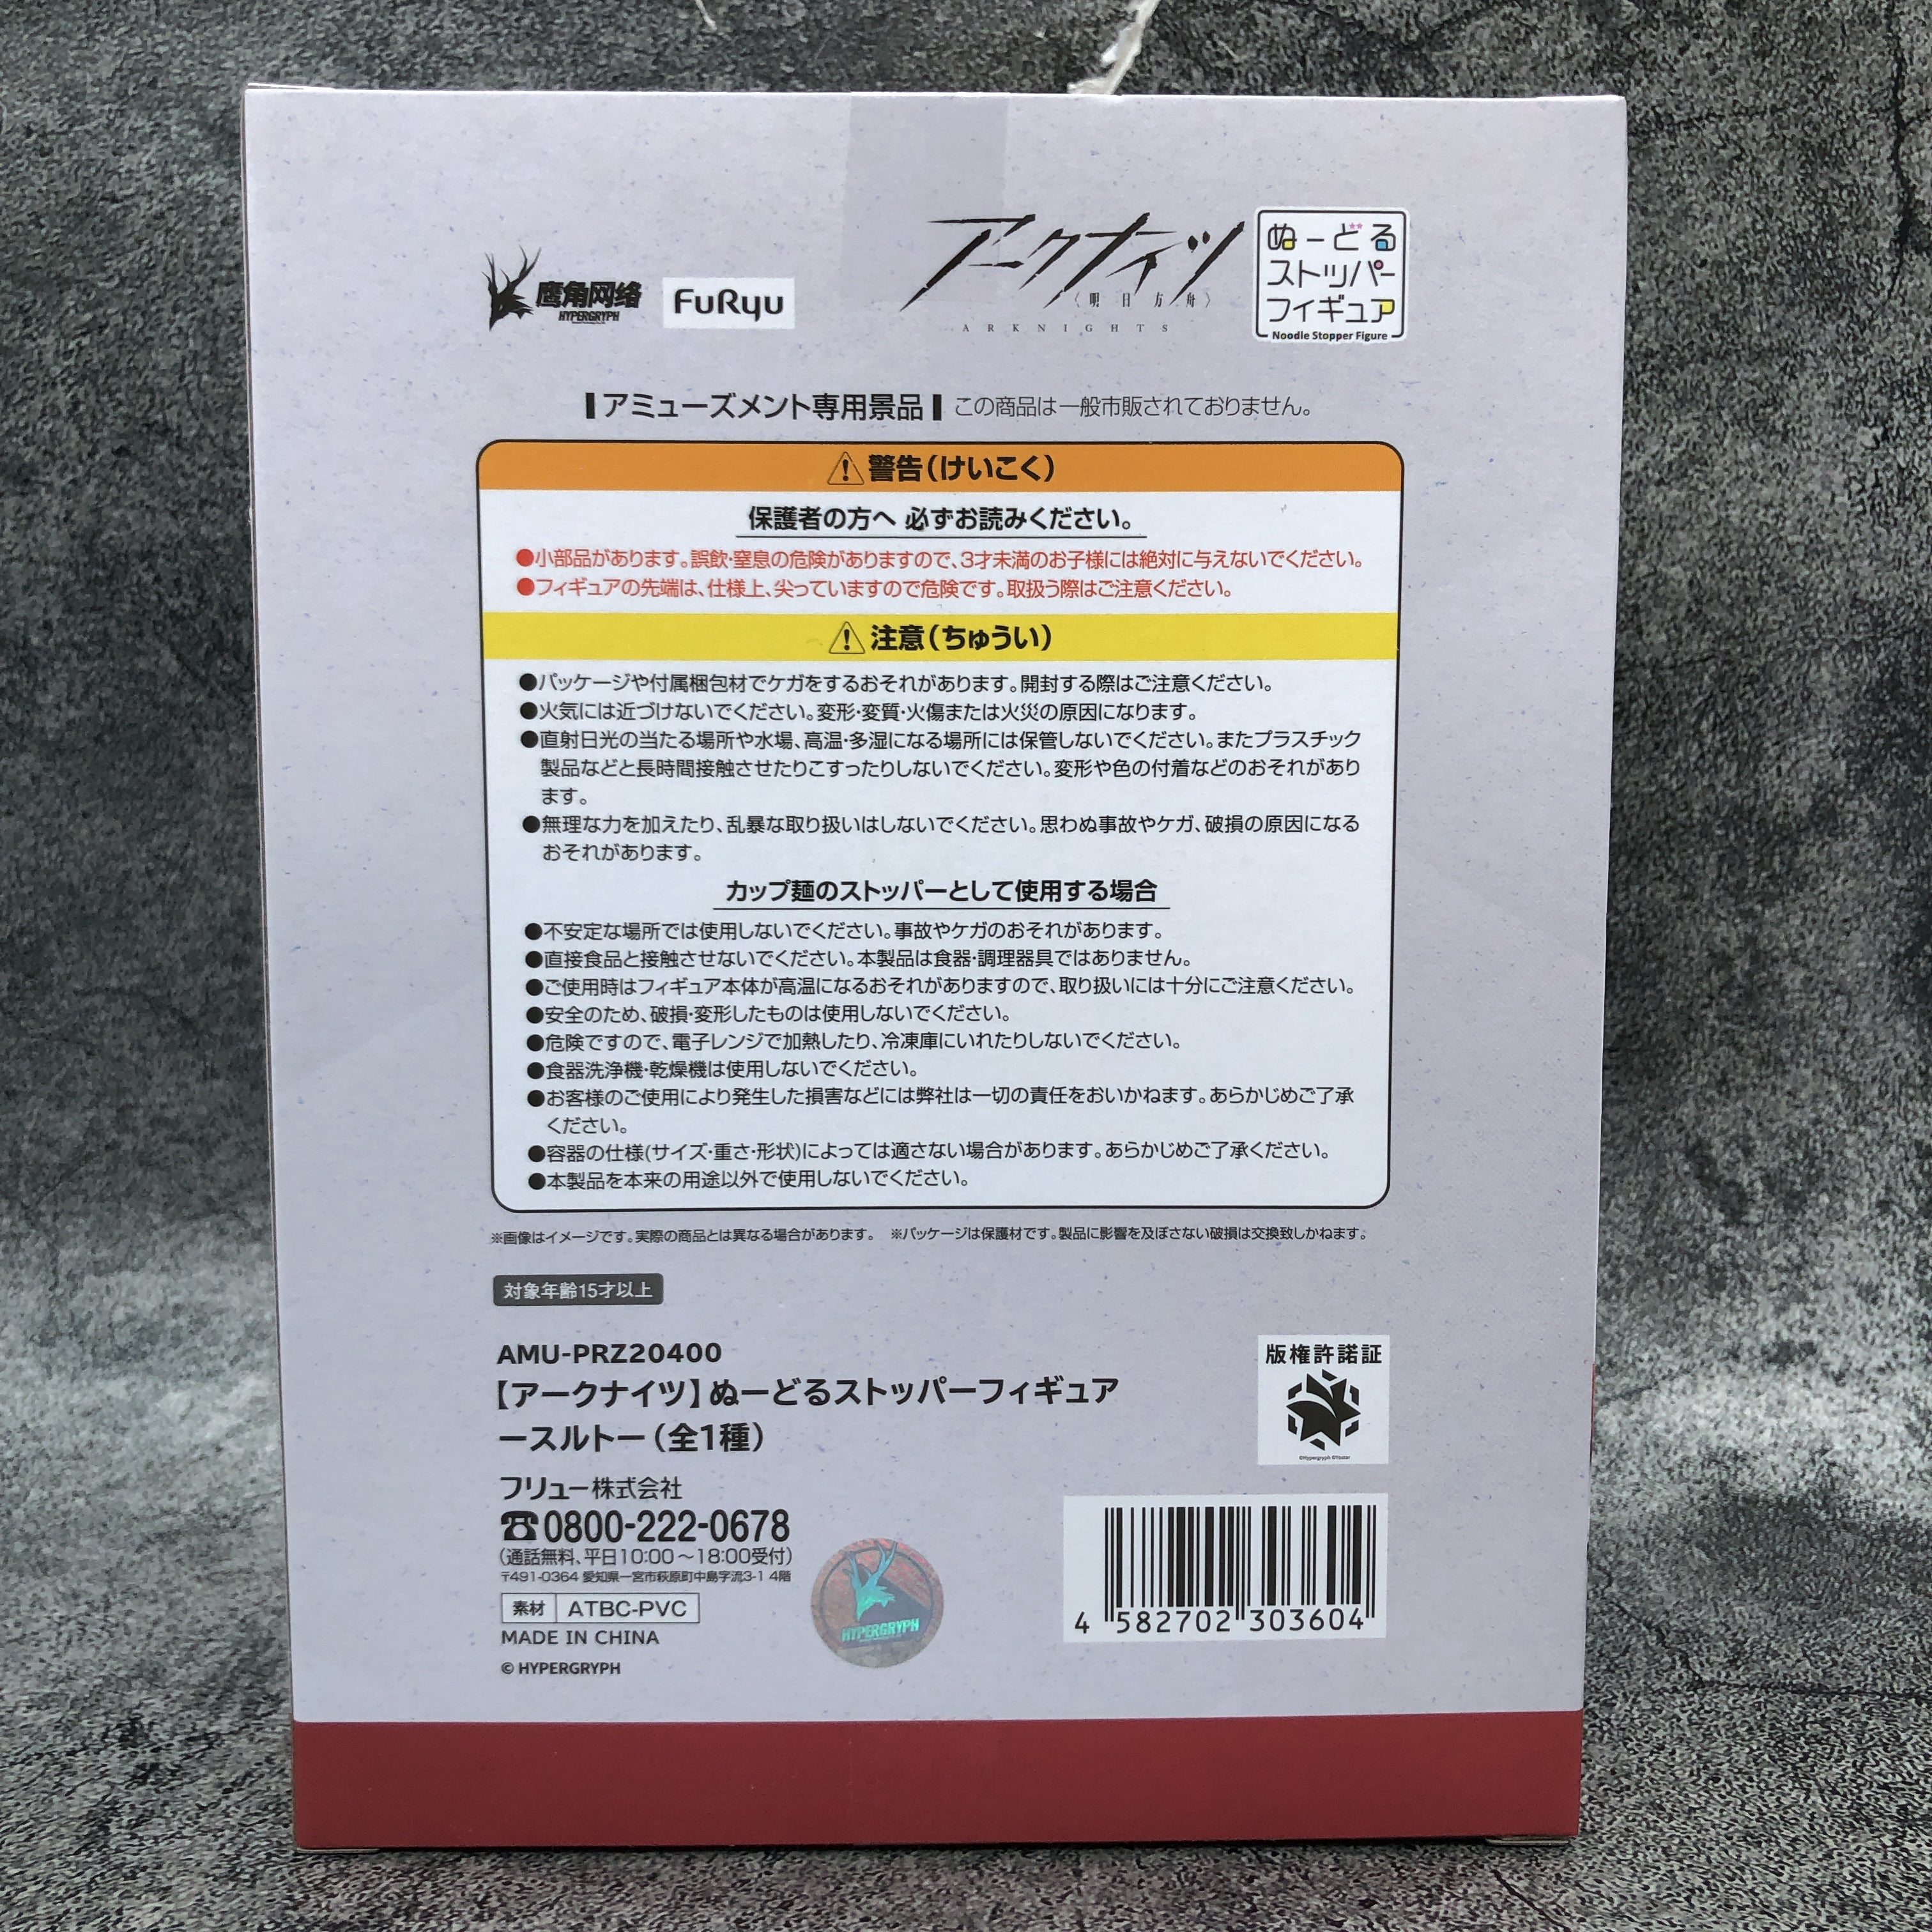 鷹角网络
HYPERGRYPH
FuRyu
アークナイツ
〈明日方舟〉
ARKNIGHTS
ぬーどる
ストッパー
フィギュア
Noodle Stopper Figure
アミューズメント専用景品 この商品は一般市販されておりません。
警告(けいこく)
保護者の方へ 必ずお読みください。
●小部品があります。誤飲・窒息の危険がありますので、3才未満のお子様には絶対に与えないでください。
●フィギュアの先端は、仕様上、尖っていますので危険です。取扱う際はご注意ください。
注意(ちゅうい)
●パッケージや付属梱包材でケガをするおそれがあります。開封する際はご注意ください。
●火気には近づけないでください。変形・変質・火傷または火災の原因になります。
●直射日光の当たる場所や水場、高温・多湿になる場所には保管しないでください。またプラスチック
製品などと長時間接触させたりこすったりしないでください。変形や色の付着などのおそれがあり
ます。
●無理な力を加えたり、乱暴な取り扱いはしないでください。思わぬ事故やケガ、破損の原因になる
おそれがあります。
カップ麺のストッパーとして使用する場合
●不安定な場所では使用しないでください。事故やケガのおそれがあります。
●直接食品と接触させないでください。本製品は食器・調理器具ではありません。
●ご使用時はフィギュア本体が高温になるおそれがありますので、取り扱いには十分にご注意ください。
●安全のため、破損・変形したものは使用しないでください。
●危険ですので、電子レンジで加熱したり、冷凍庫にいれたりしないでください。
●食器洗浄機・乾燥機は使用しないでください。
●お客様のご使用により発生した損害などには弊社は一切の責任をおいかねます。あらかじめご了承
ください。
●容器の仕様(サイズ・重さ・形状)によっては適さない場合があります。あらかじめご了承ください。
●本製品を本来の用途以外で使用しないでください。
※画像はイメージです。実際の商品とは異なる場合があります。 ※パッケージは保護材です。製品に影響を及ぼさない破損は交換致しかねます。
対象年齢15才以上
AMU-PRZ20400
【アークナイツ】ぬーどるストッパーフィギュア
ースルトー(全1種)
版権許諾証
©Hypergryph ©Yostar
フリュー株式会社
☎0800-222-0678
(通話無料、平日10:00～18:00受付)
〒491-0364 愛知県一宮市萩原町中島字流3-1 4階
素材 ATBC-PVC
MADE IN CHINA
© HYPERGRYPH
HYPERGRYPH
4 582702 303604